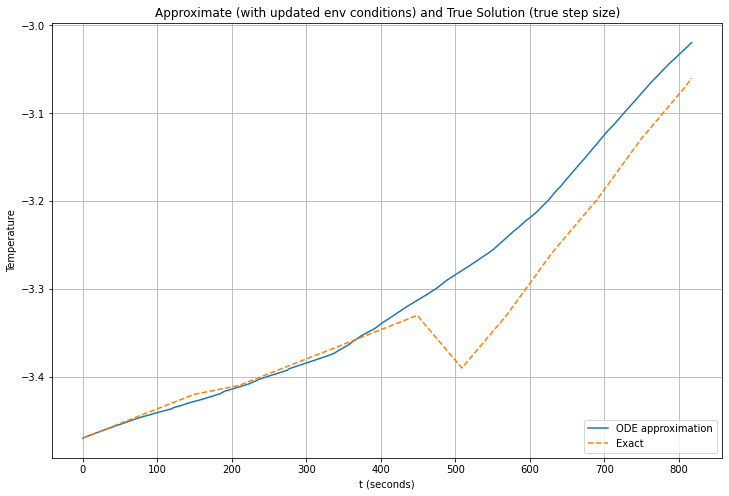 Approximate (with updated env conditions) and True Solution (true step size)
−3.0
−3.1
−3.2
−3.3
−3.4
Temperature
0 100 200 300 400 500 600 700 800
t (seconds)
ODE approximation
Exact